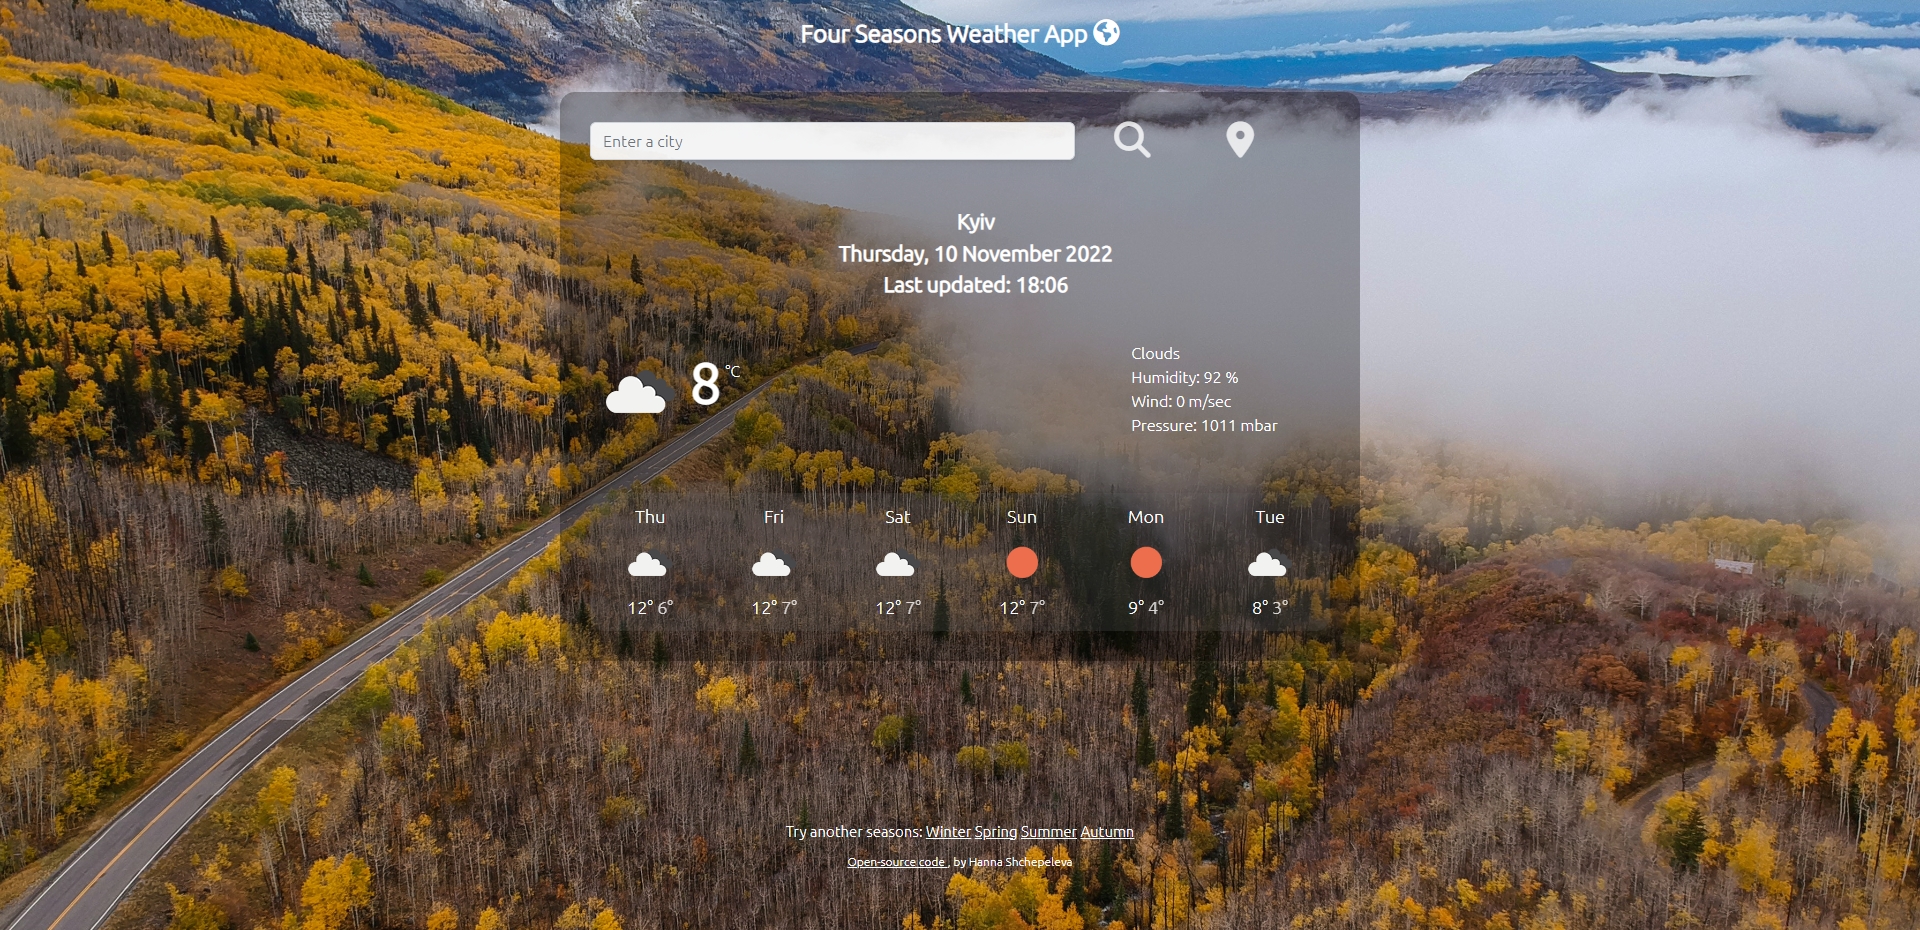 Four Seasons Weather App
Enter a city
Kyiv
Thursday, 10 November 2022
Last updated: 18:06
8 °C
Clouds
Humidity: 92 %
Wind: 0 m/sec
Pressure: 1011 mbar
Thu Fri Sat Sun Mon Tue
12° 6° 12° 7° 12° 7° 12° 7° 9° 4° 8° 3°
Try another seasons: Winter Spring Summer Autumn
Open-source code , by Hanna Shchepeleva